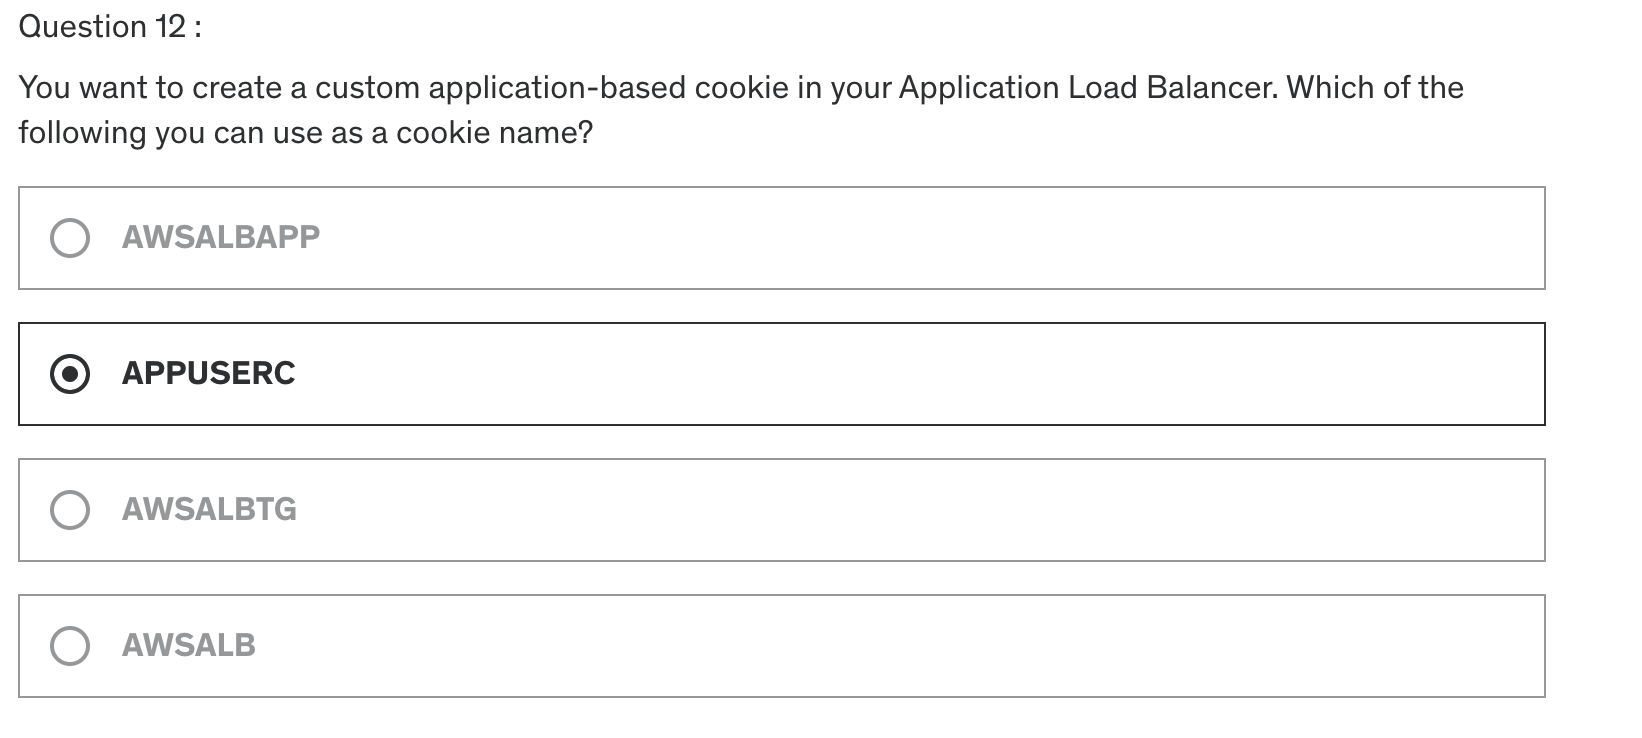 Question 12 :
You want to create a custom application-based cookie in your Application Load Balancer. Which of the
following you can use as a cookie name?
AWSALBAPP
APPUSERC
AWSALBTG
AWSALB